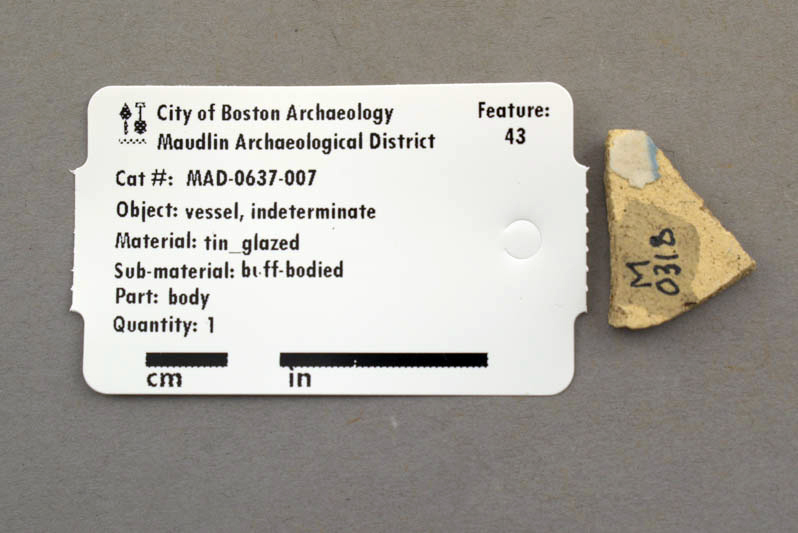 City of Boston Archaeology
Maudlin Archaeological District
Feature:
43
Cat #: MAD-0637-007
Object: vessel, indeterminate
Material: tin_glazed
Sub-material: buff-bodied
Part: body
Quantity: 1
cm
in
M
0318